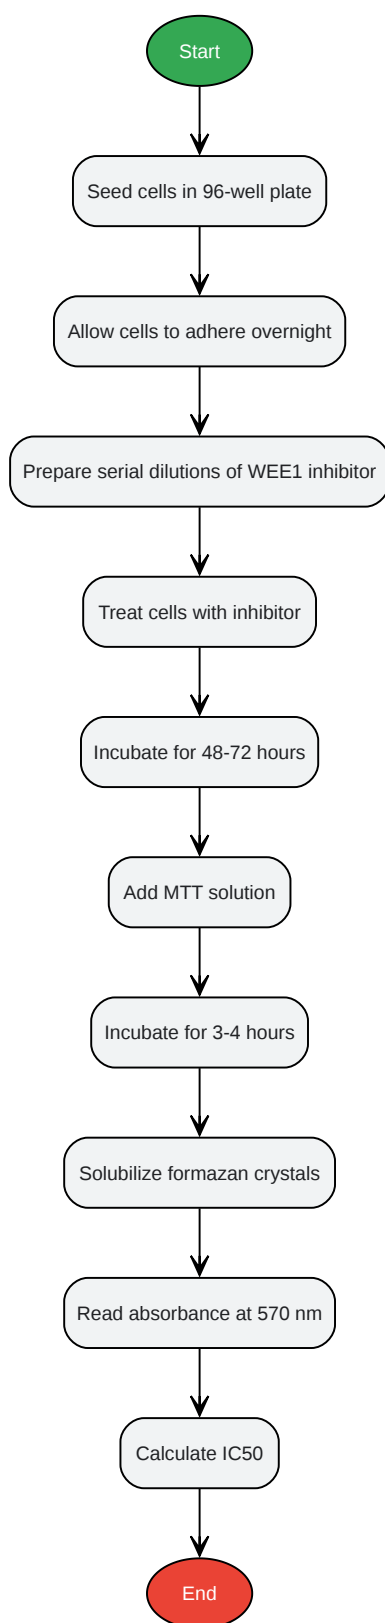 Start
Seed cells in 96-well plate
Allow cells to adhere overnight
Prepare serial dilutions of WEE1 inhibitor
Treat cells with inhibitor
Incubate for 48-72 hours
Add MTT solution
Incubate for 3-4 hours
Solubilize formazan crystals
Read absorbance at 570 nm
Calculate IC50
End